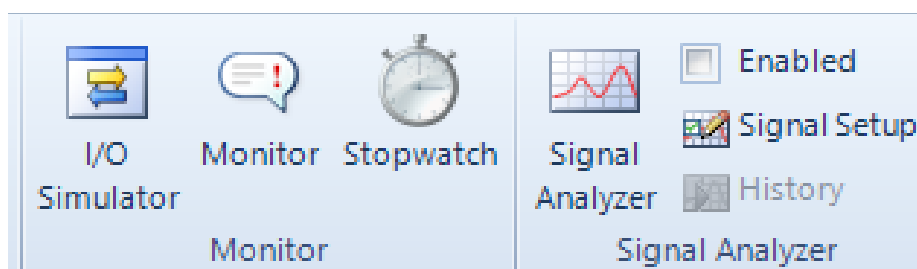 I/O
Simulator
Monitor
Stopwatch
Monitor
Signal
Analyzer
Enabled
Signal Setup
History
Signal Analyzer